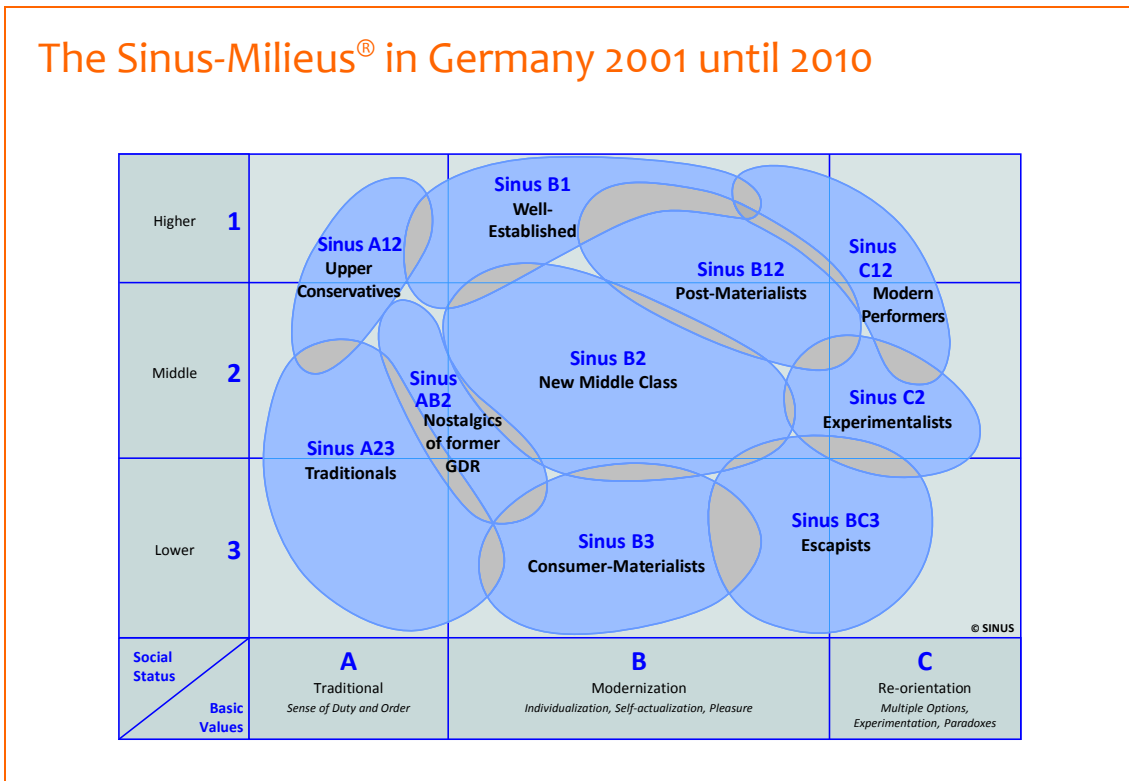 The Sinus-Milieus® in Germany 2001 until 2010
Higher 1
Middle 2
Lower 3
Sinus B1
Well-
Established
Sinus A12
Upper
Conservatives
Sinus B12
Post-Materialists
Sinus
C12
Modern
Performers
Sinus B2
New Middle Class
Sinus
AB2
Nostalgics
of former
GDR
Sinus C2
Experimentalists
Sinus A23
Traditionals
Sinus B3
Consumer-Materialists
Sinus BC3
Escapists
© SINUS
Social
Status
Basic
Values
A
Traditional
Sense of Duty and Order
B
Modernization
Individualization, Self-actualization, Pleasure
C
Re-orientation
Multiple Options,
Experimentation, Paradoxes